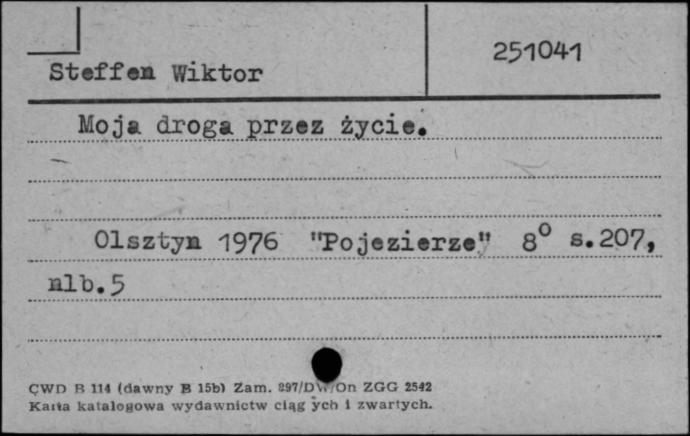 251041
Steffen Wiktor
Moja droga przez życie.
Olsztyn 1976 "Pojezierze" 8° s.207,
nlb.5
CWD B 114 (dawny B 15b) Zam. 897/DW/On ZGG 2542
Karta katalogowa wydawnictw ciągłych i zwartych.